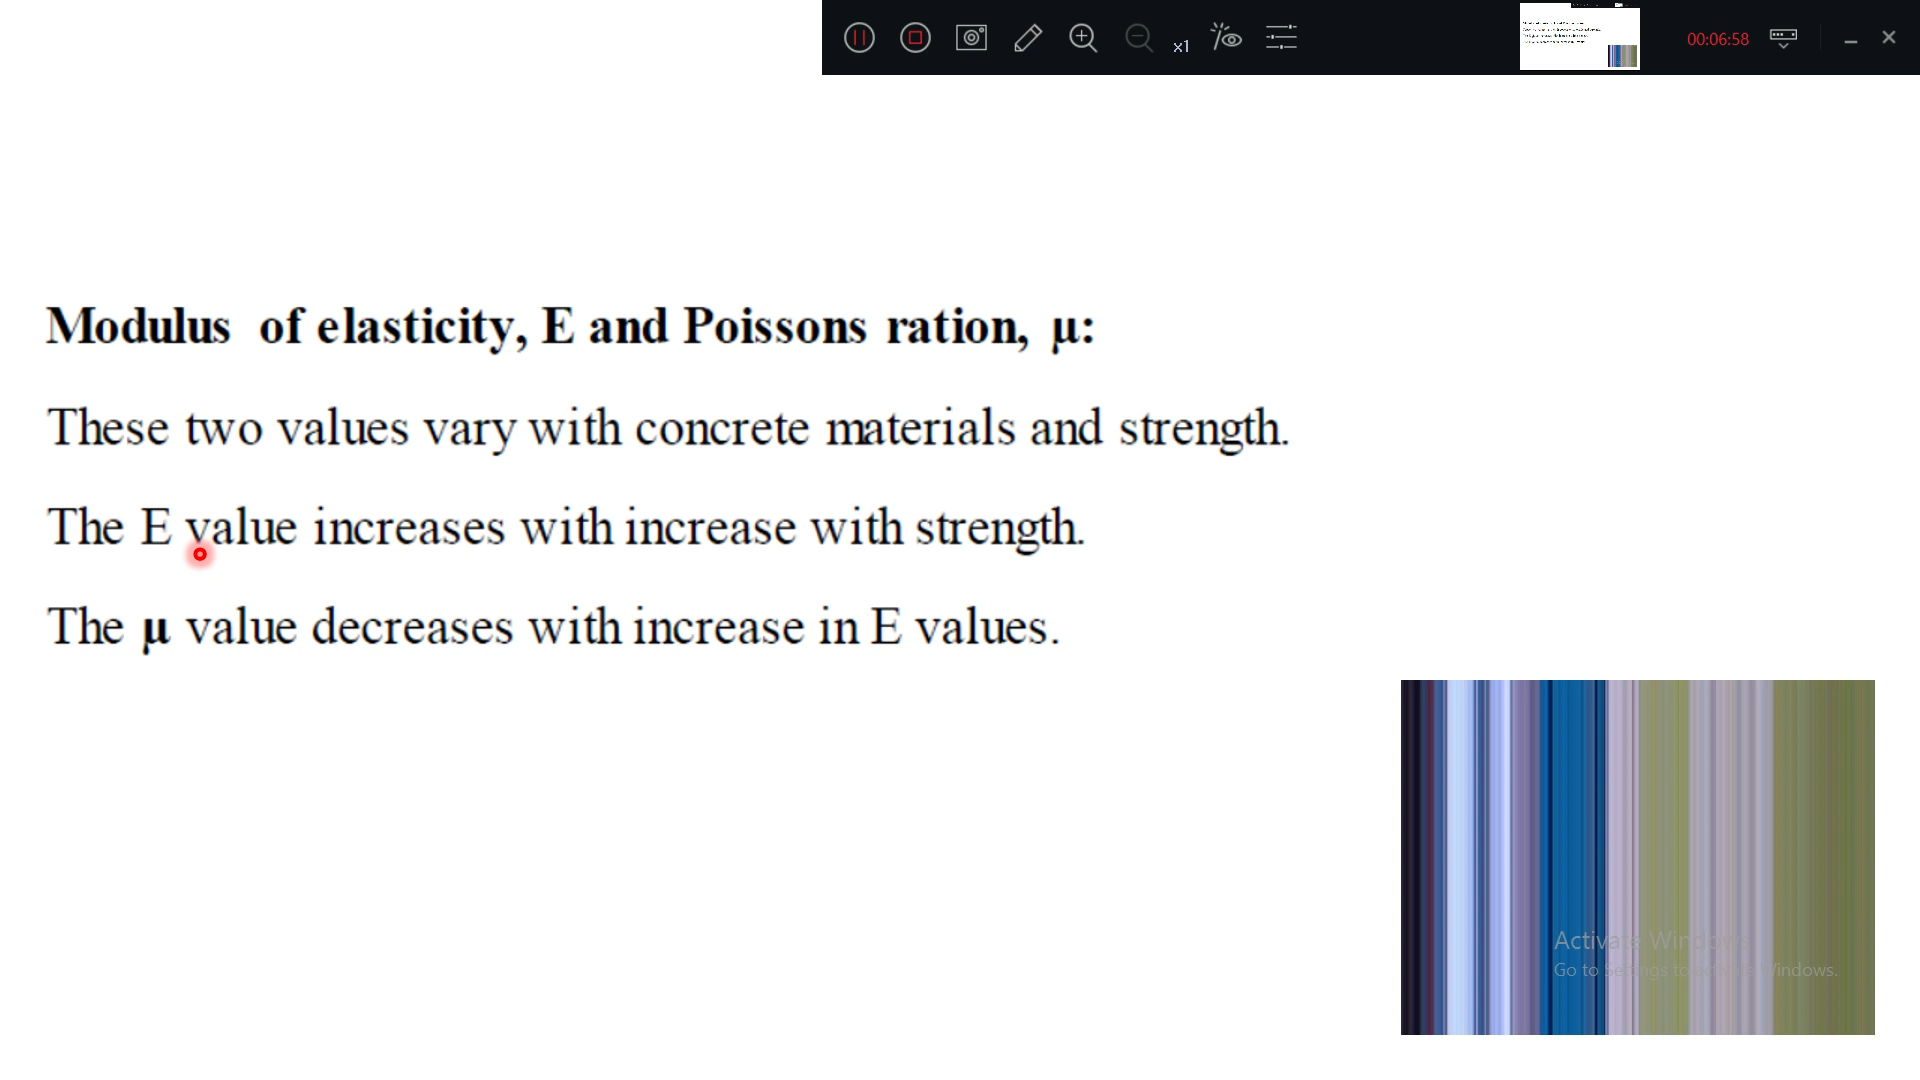 x1
00:06:58
Modulus of elasticity, E and Poissons ration, μ:
These two values vary with concrete materials and strength.
The E value increases with increase with strength.
The μ value decreases with increase in E values.
Activate Windows
Go to Settings to activate Windows.